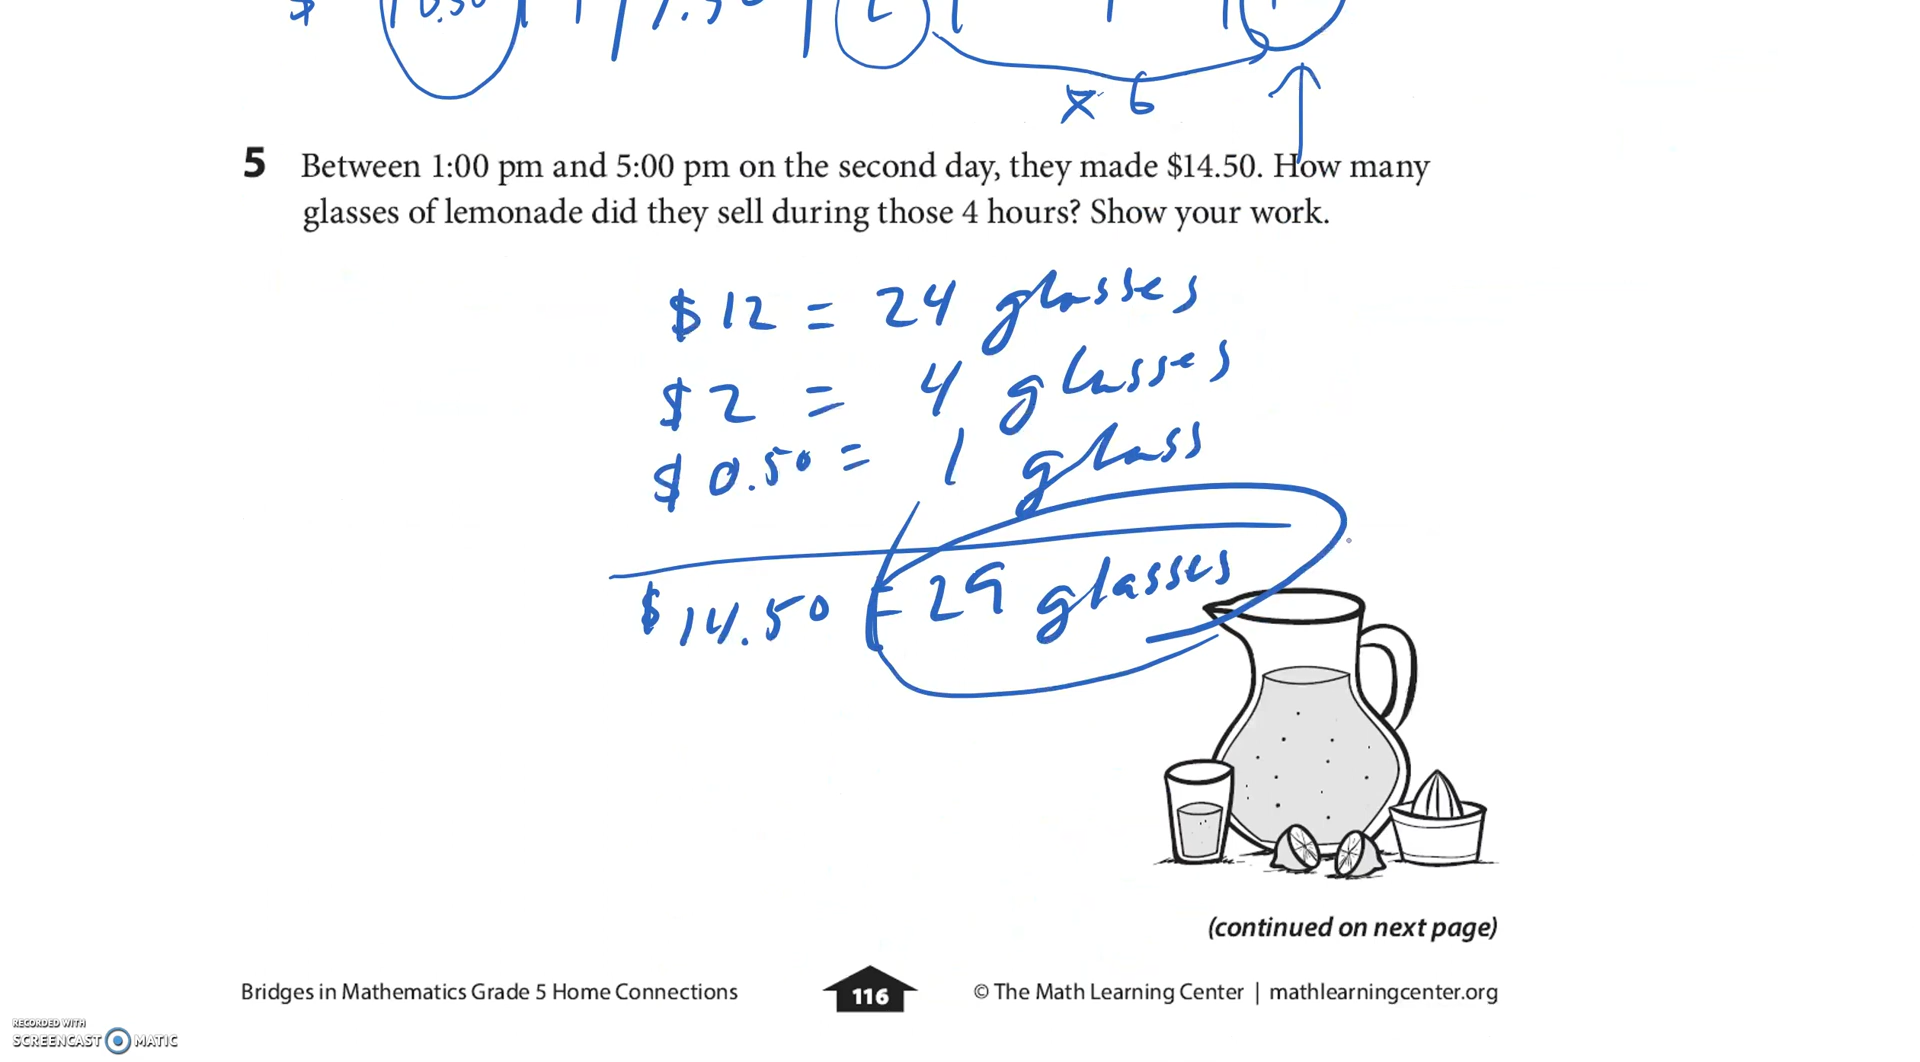 $
× 6
5 Between 1:00 pm and 5:00 pm on the second day, they made $14.50. How many
glasses of lemonade did they sell during those 4 hours? Show your work.
$12 = 24 glasses
$2 = 4 glasses
$0.50 = 1 glass
$14.50 = 29 glasses
(continued on next page)
Bridges in Mathematics Grade 5 Home Connections 116 © The Math Learning Center | mathlearningcenter.org
RECORDED WITH
SCREENCAST MATIC